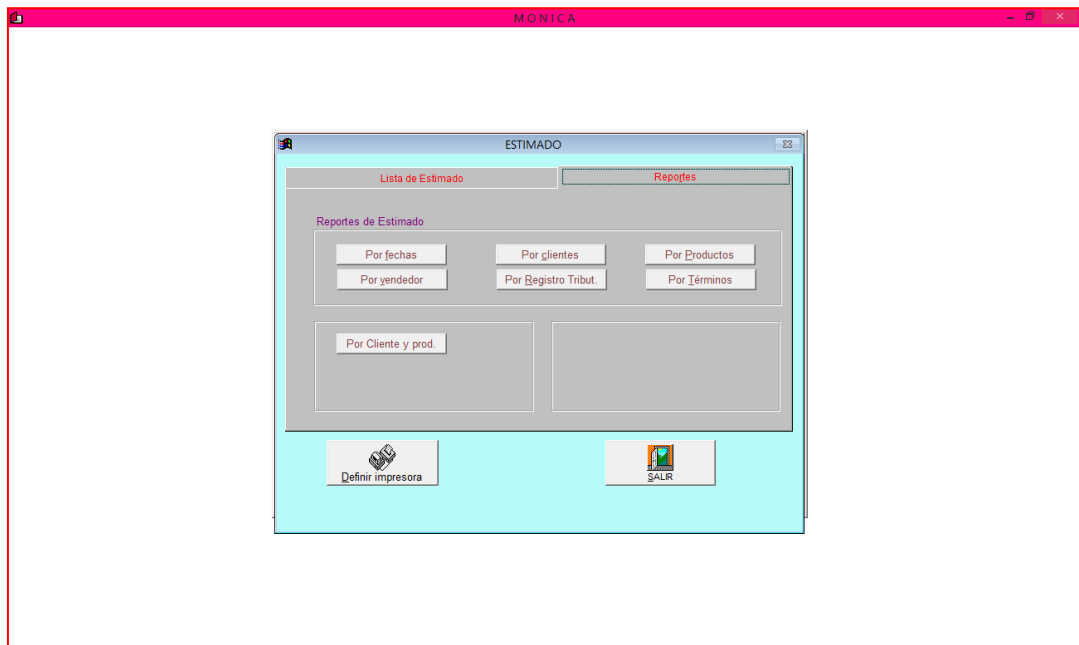 MONICA
ESTIMADO
Lista de Estimado
Reportes
Reportes de Estimado
Por fechas
Por clientes
Por Productos
Por vendedor
Por Registro Tribut.
Por Términos
Por Cliente y prod.
Definir impresora
SALIR